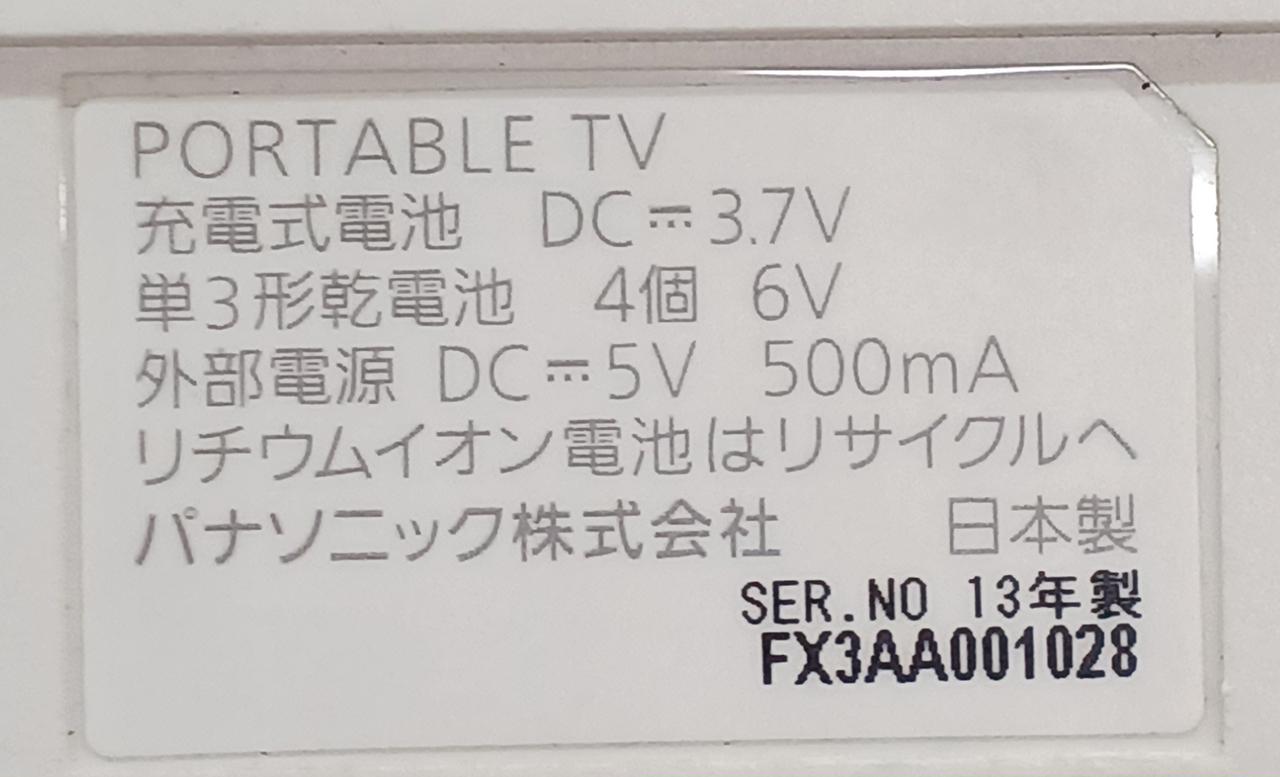 PORTABLE TV
充電式電池　DC⎓3.7V
単3形乾電池　4個　6V
外部電源 DC⎓5V　500mA
リチウムイオン電池はリサイクルへ
パナソニック株式会社　日本製
SER.NO 13年製
FX3AA001028